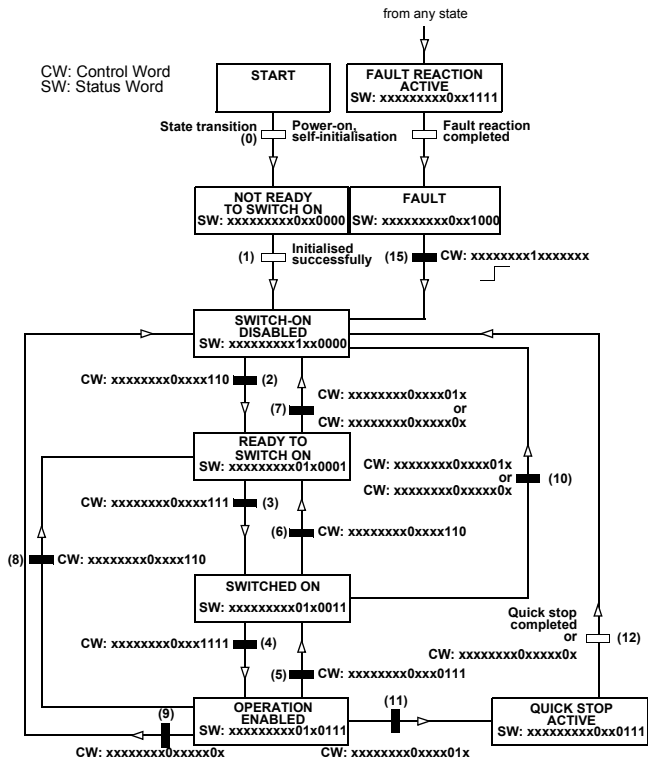 from any state
CW: Control Word
SW: Status Word
START
FAULT REACTION
ACTIVE
SW: xxxxxxxxx0xx1111
State transition
(0)
Power-on,
self-initialisation
Fault reaction
completed
NOT READY
TO SWITCH ON
SW: xxxxxxxxx0xx0000
FAULT
SW: xxxxxxxxx0xx1000
(1)
Initialised
successfully
(15)
CW: xxxxxxxx1xxxxxxx
SWITCH-ON
DISABLED
SW: xxxxxxxxx1xx0000
CW: xxxxxxxx0xxxx110
(2)
(7)
CW: xxxxxxxx0xxxx01x
or
CW: xxxxxxxx0xxxxx0x
READY TO
SWITCH ON
SW: xxxxxxxxx01x0001
CW: xxxxxxxx0xxxx01x
or
CW: xxxxxxxx0xxxxx0x
(10)
CW: xxxxxxxx0xxxx111
(3)
(6)
CW: xxxxxxxx0xxxx110
(8)
CW: xxxxxxxx0xxxx110
SWITCHED ON
SW: xxxxxxxxx01x0011
Quick stop
completed
or
CW: xxxxxxxx0xxxxx0x
(12)
CW: xxxxxxxx0xxx1111
(4)
(5)
CW: xxxxxxxx0xxx0111
(9)
OPERATION
ENABLED
SW: xxxxxxxxx01x0111
(11)
QUICK STOP
ACTIVE
SW: xxxxxxxxx0xx0111
CW: xxxxxxxx0xxxxx0x
CW: xxxxxxxx0xxxx01x